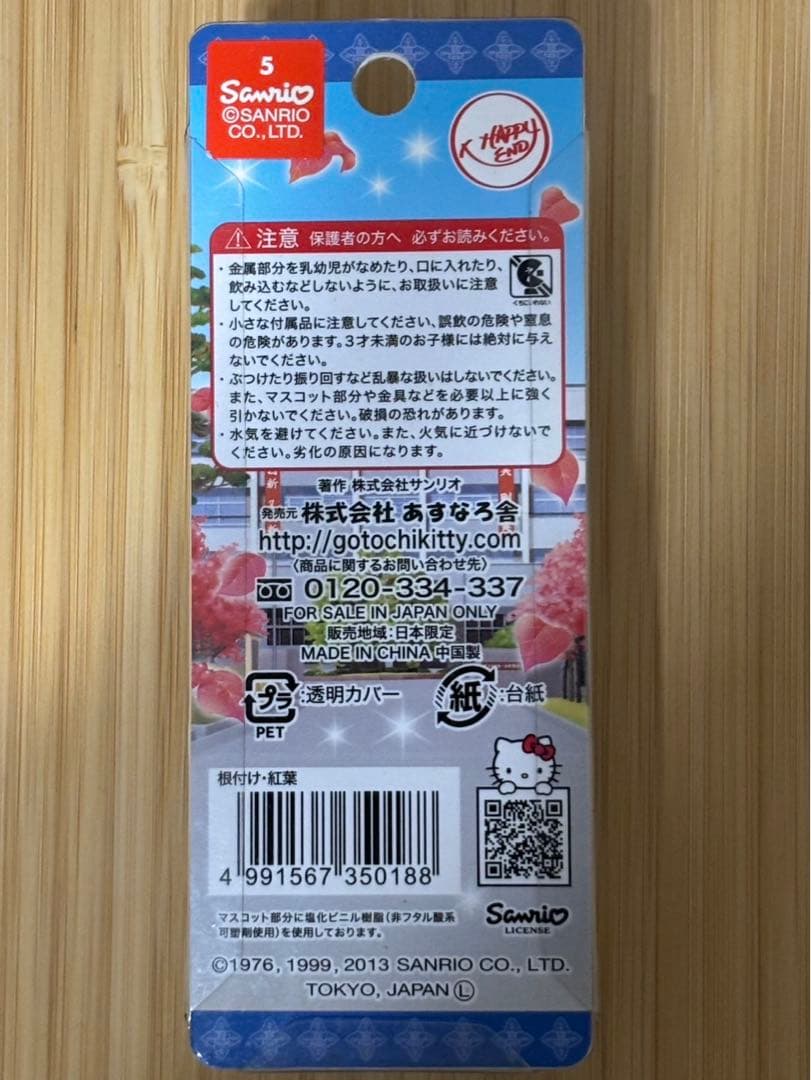 5
Sanrio
©SANRIO
CO.,LTD.
HAPPY
END
注意 保護者の方へ 必ずお読みください。
・金属部分を乳幼児がなめたり、口に入れたり、
飲み込むなどしないように、お取扱いに注意
してください。
くちにいれない
・小さな付属品に注意してください、誤飲の危険や窒息
の危険があります。3才未満のお子様には絶対に与え
ないでください。
・ぶつけたり振り回すなど乱暴な扱いはしないでください。
また、マスコット部分や金具などを必要以上に強く
引かないでください。破損の恐れがあります。
・水気を避けてください。また、火気に近づけないで
ください。劣化の原因になります。
著作 株式会社サンリオ
発売元 株式会社 あすなろ舎
http://gotochikitty.com
〈商品に関するお問い合わせ先〉
0120-334-337
FOR SALE IN JAPAN ONLY
販売地域:日本限定
MADE IN CHINA 中国製
プラ:透明カバー 紙:台紙
PET
根付け・紅葉
4 991567 350188
マスコット部分に塩化ビニル樹脂(非フタル酸系
可塑剤使用)を使用しております。
Sanrio
LICENSE
©1976, 1999, 2013 SANRIO CO., LTD.
TOKYO, JAPAN Ⓛ